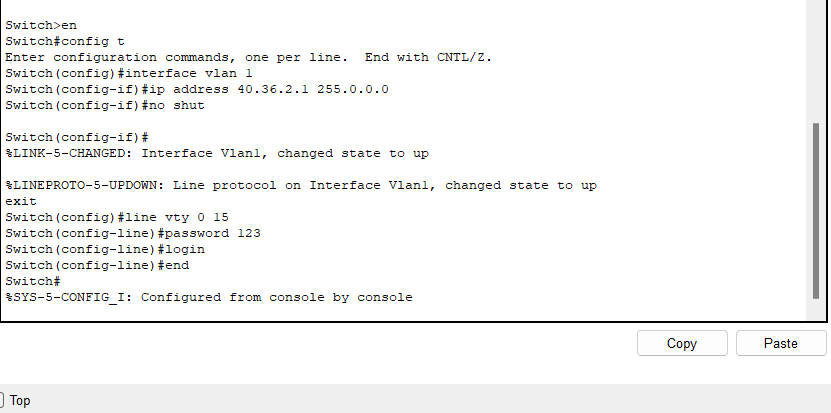 Switch>en
Switch#config t
Enter configuration commands, one per line.  End with CNTL/Z.
Switch(config)#interface vlan 1
Switch(config-if)#ip address 40.36.2.1 255.0.0.0
Switch(config-if)#no shut
Switch(config-if)#
%LINK-5-CHANGED: Interface Vlan1, changed state to up
%LINEPROTO-5-UPDOWN: Line protocol on Interface Vlan1, changed state to up
exit
Switch(config)#line vty 0 15
Switch(config-line)#password 123
Switch(config-line)#login
Switch(config-line)#end
Switch#
%SYS-5-CONFIG_I: Configured from console by console
Copy Paste
Top